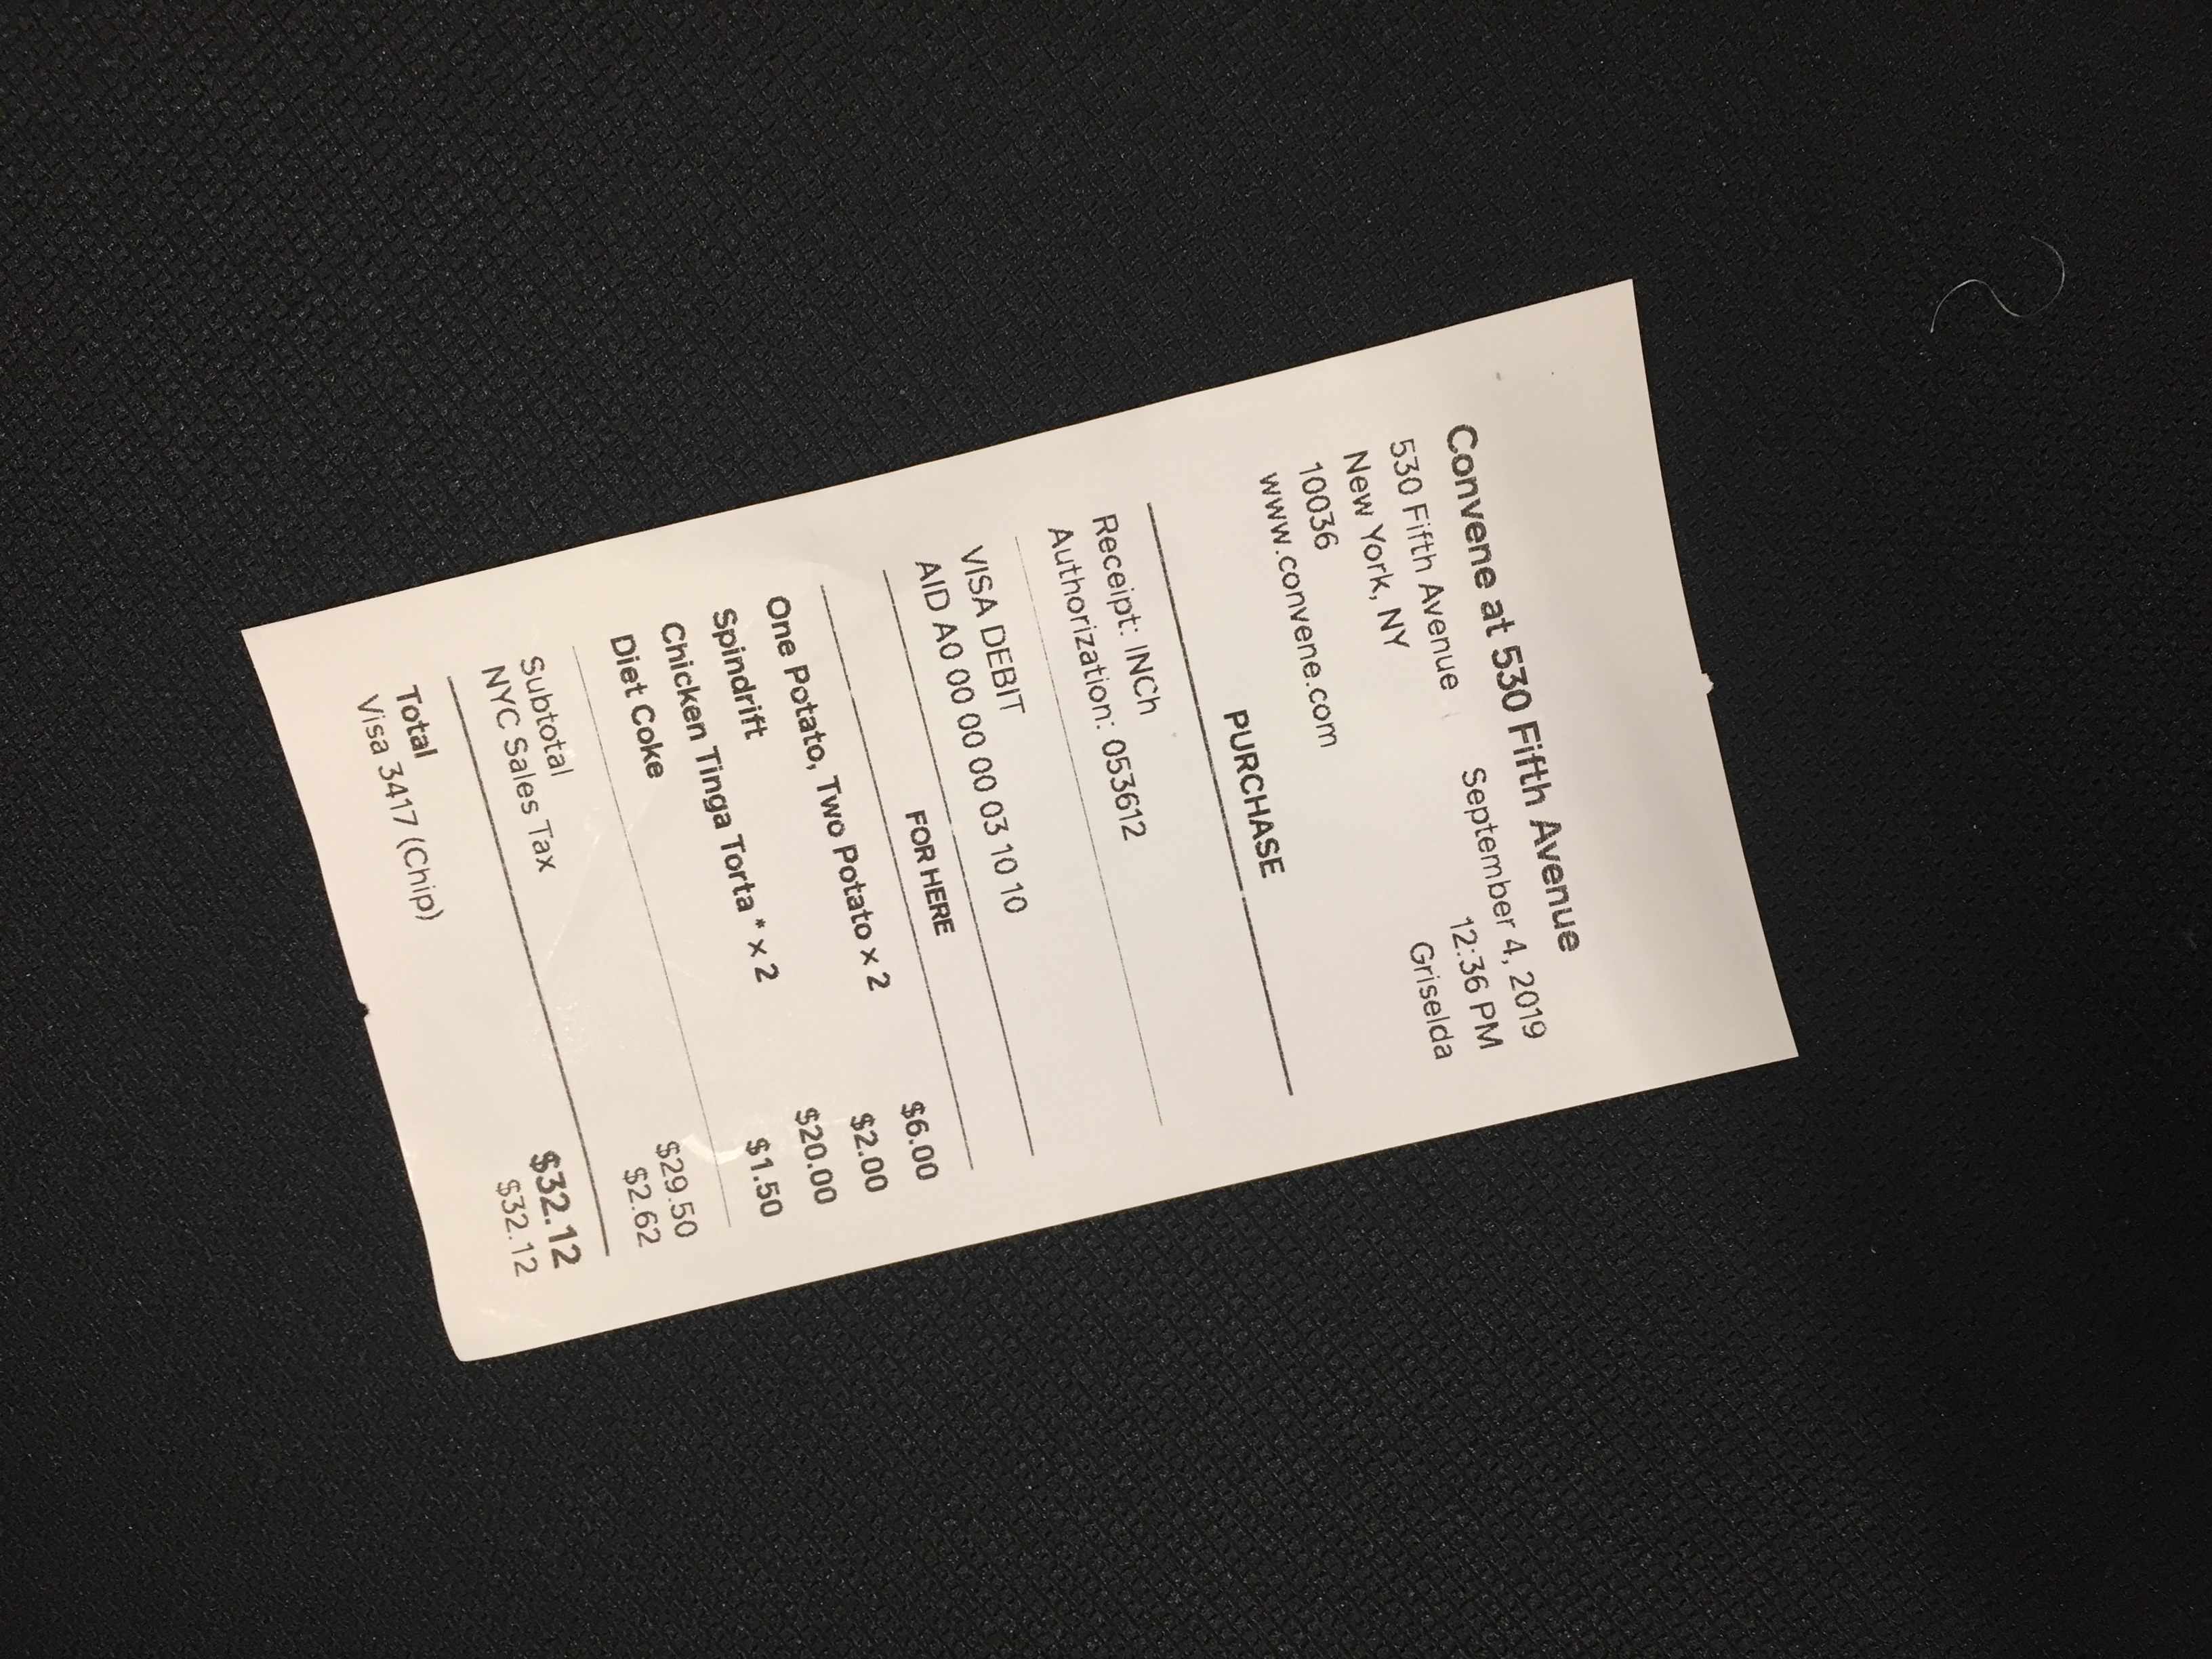 Convene at 530 Fifth Avenue
530 Fifth Avenue September 4, 2019
New York, NY 12:36 PM
10036 Griselda
www.convene.com
PURCHASE
Receipt: INCh
Authorization: 053612
VISA DEBIT
AID A0 00 00 00 03 10 10
FOR HERE
One Potato, Two Potato × 2 $6.00
Spindrift $2.00
Chicken Tinga Torta * × 2 $20.00
Diet Coke $1.50
Subtotal $29.50
NYC Sales Tax $2.62
Total $32.12
Visa 3417 (Chip) $32.12